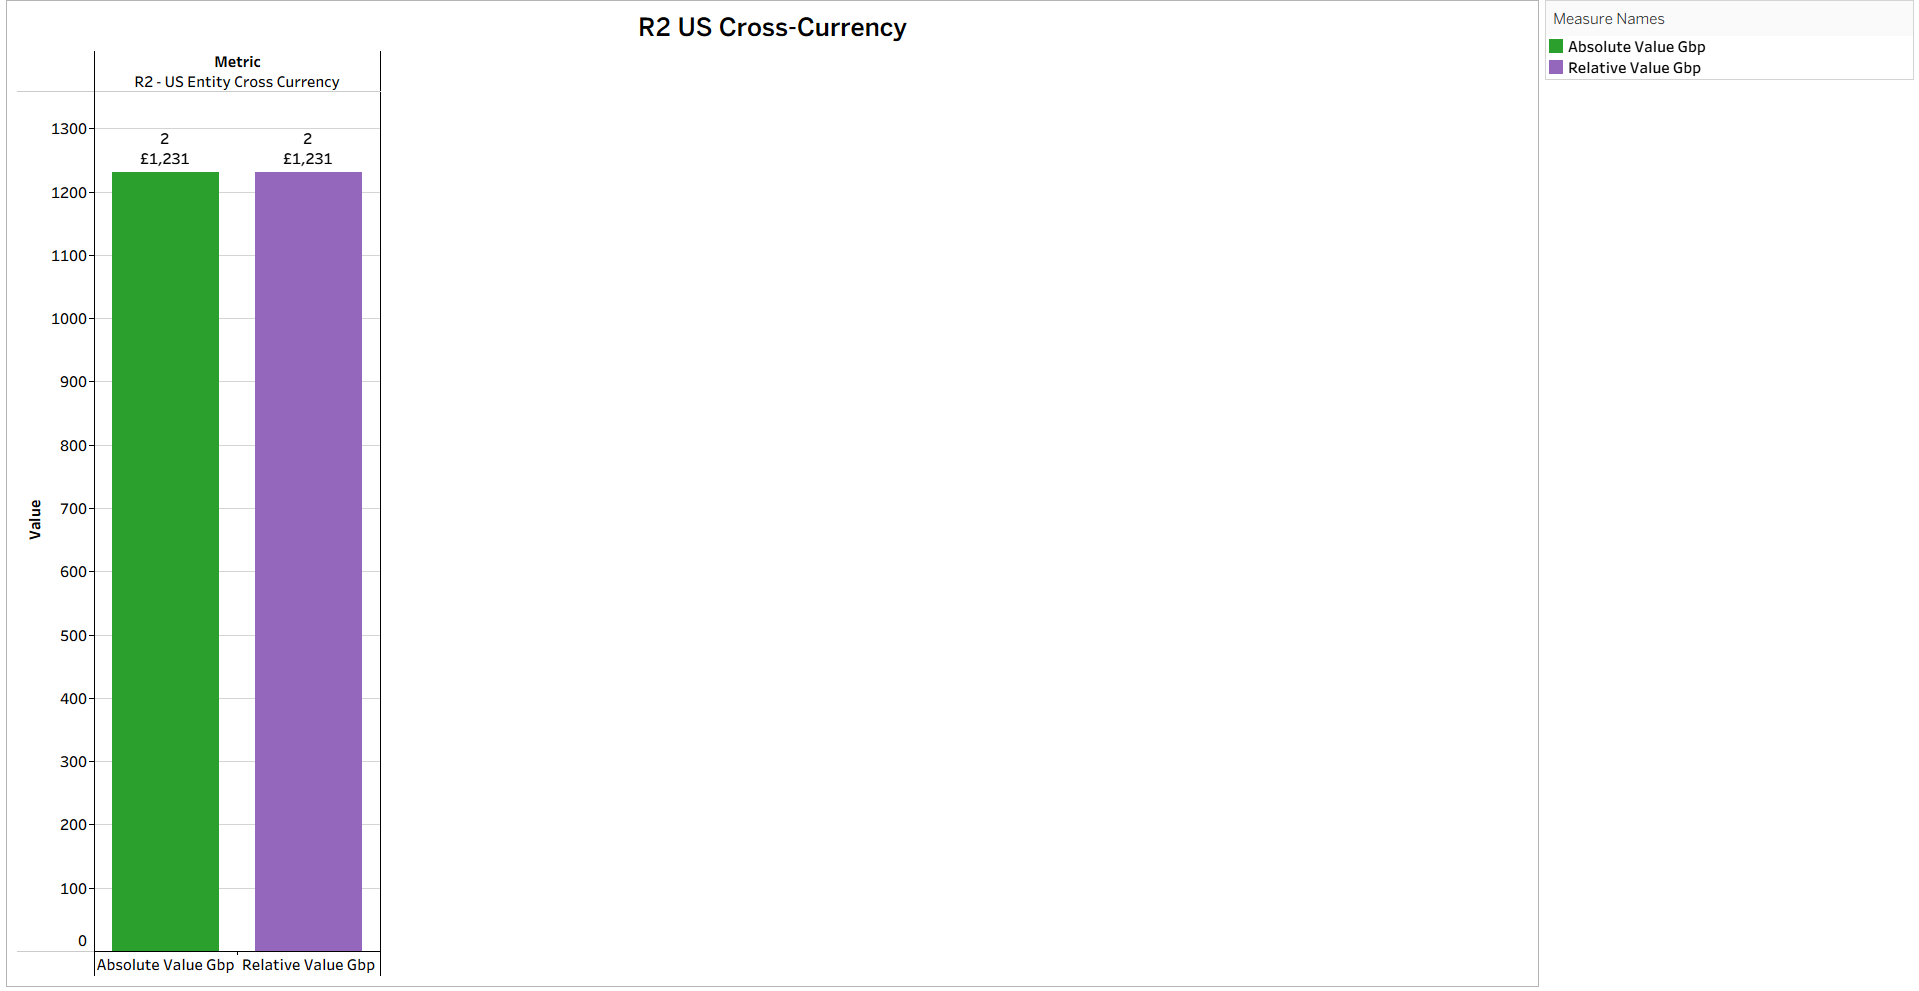 R2 US Cross-Currency
Metric
R2 - US Entity Cross Currency
Value
1300
1200
1100
1000
900
800
700
600
500
400
300
200
100
0
2
£1,231
2
£1,231
Absolute Value Gbp
Relative Value Gbp
Measure Names
Absolute Value Gbp
Relative Value Gbp